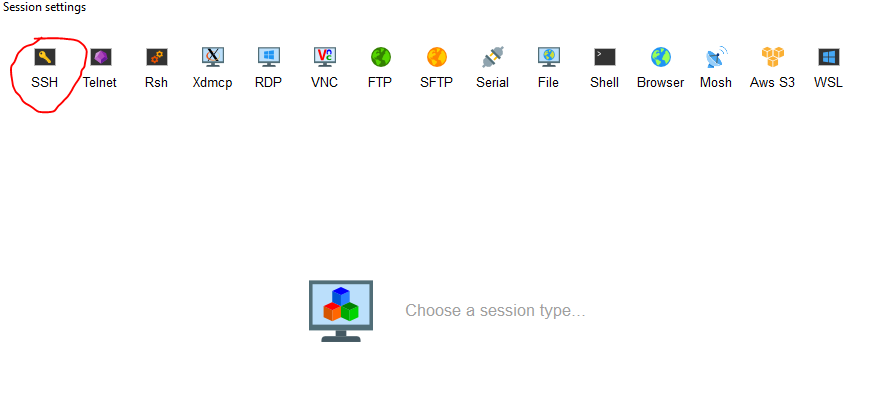 Session settings
SSH Telnet Rsh Xdmcp RDP VNC FTP SFTP Serial File Shell Browser Mosh Aws S3 WSL
Choose a session type...